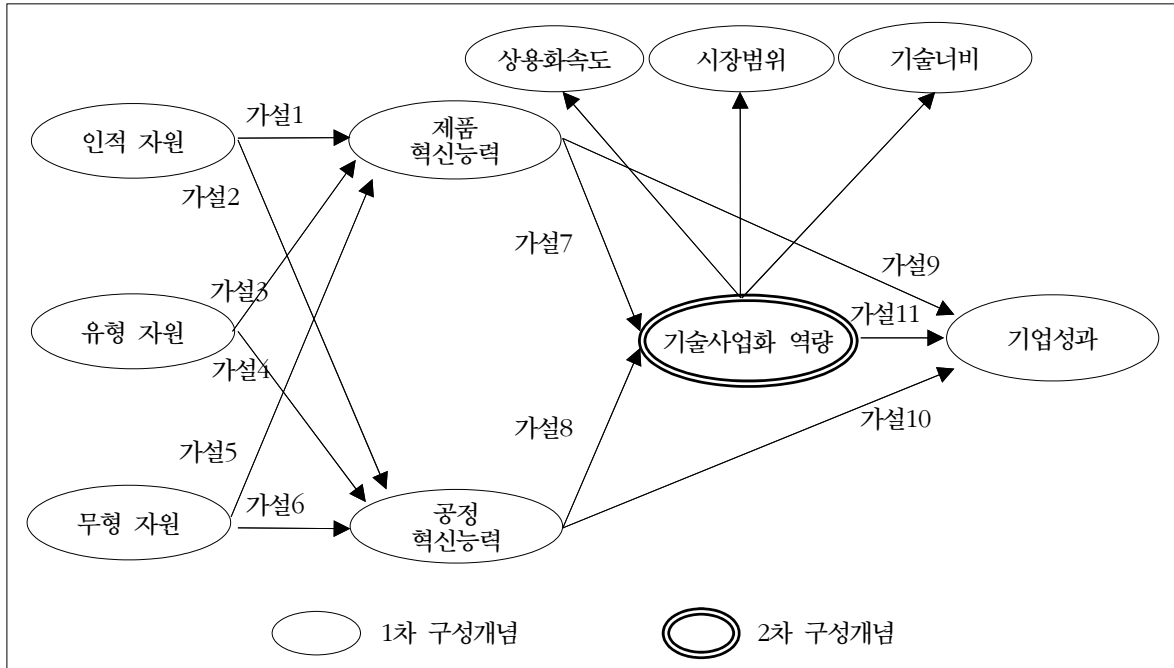 상용화속도
시장범위
기술너비
인적 자원
가설1
제품
혁신능력
가설2
가설7
가설9
유형 자원
가설3
가설4
기술사업화 역량
가설11
기업성과
가설5
가설8
가설10
무형 자원
가설6
공정
혁신능력
1차 구성개념
2차 구성개념